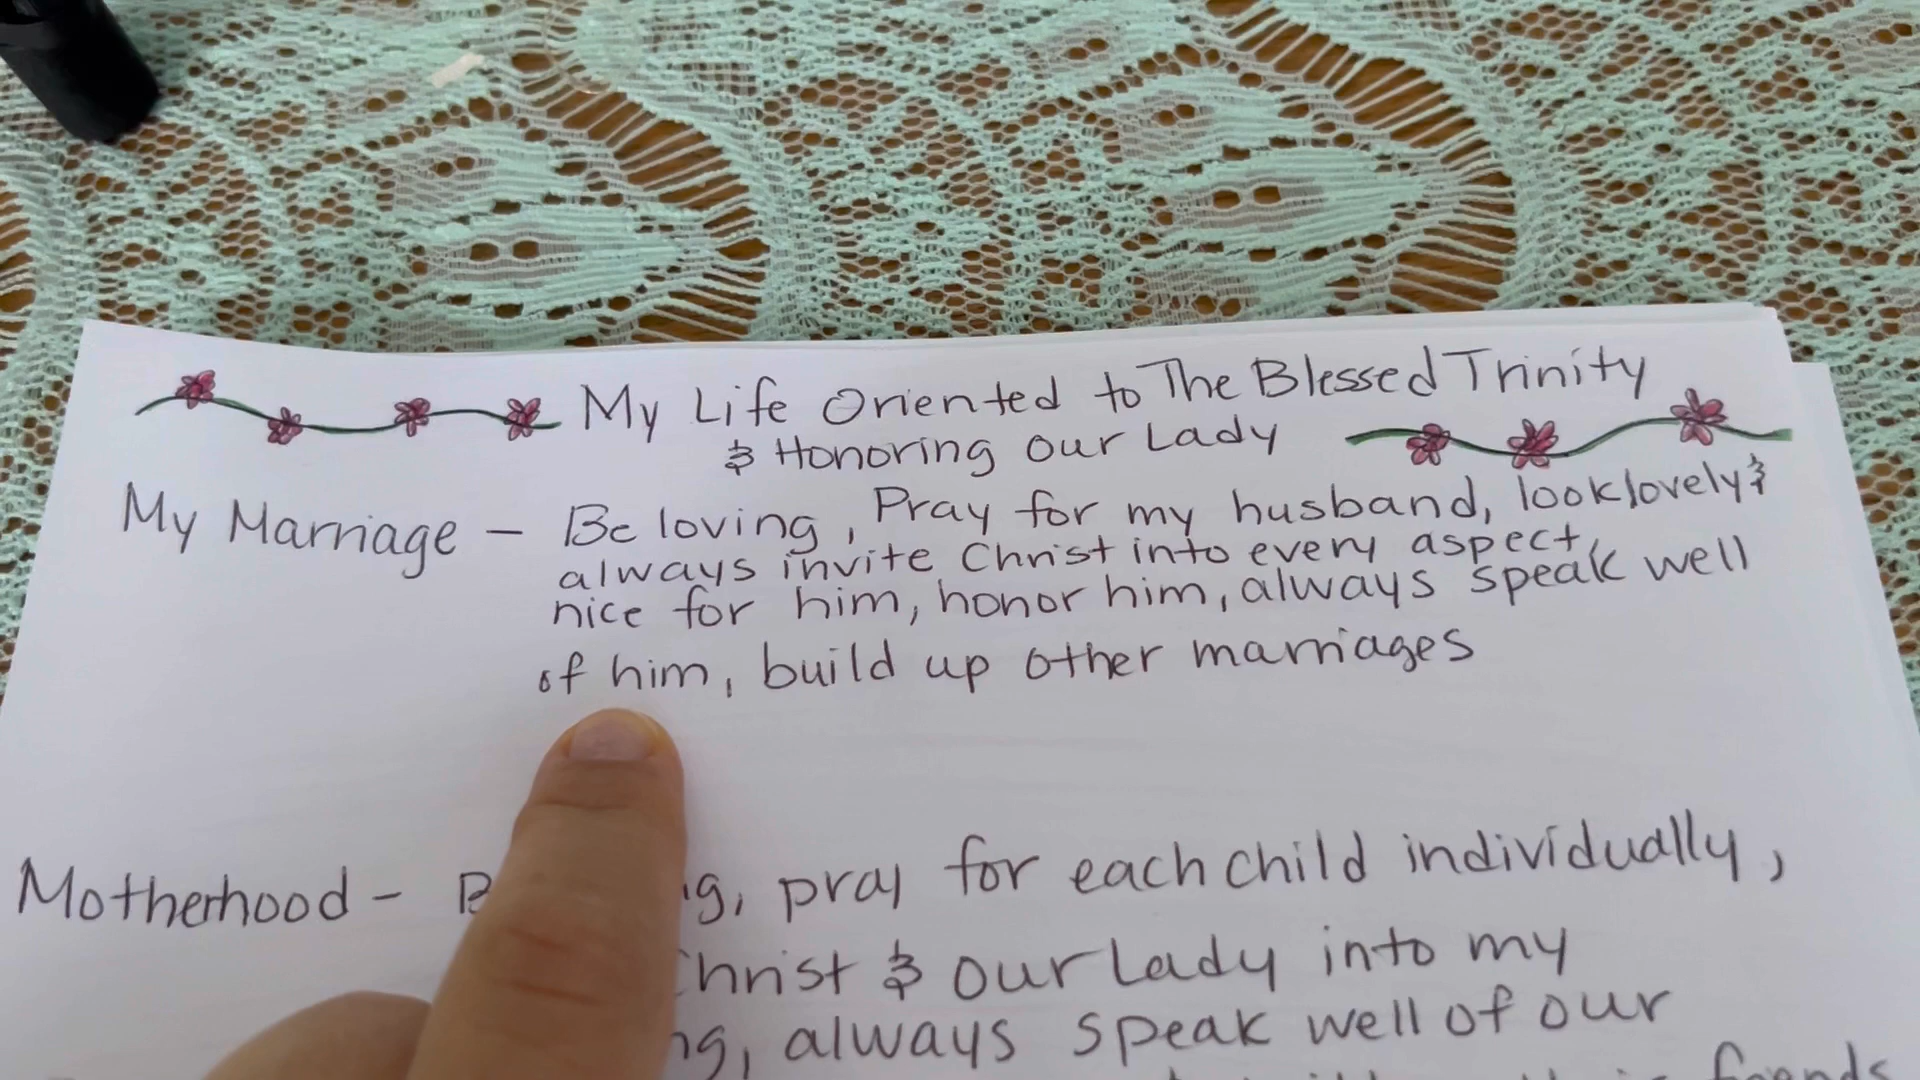 My Life Oriented to The Blessed Trinity
& Honoring Our Lady
My Marriage - Be loving, Pray for my husband, look lovely &
always invite Christ into every aspect,
nice for him, honor him, always speak well
of him, build up other marriages
Motherhood - pray for each child individually,
& our Lady into my
always speak well of our
friends